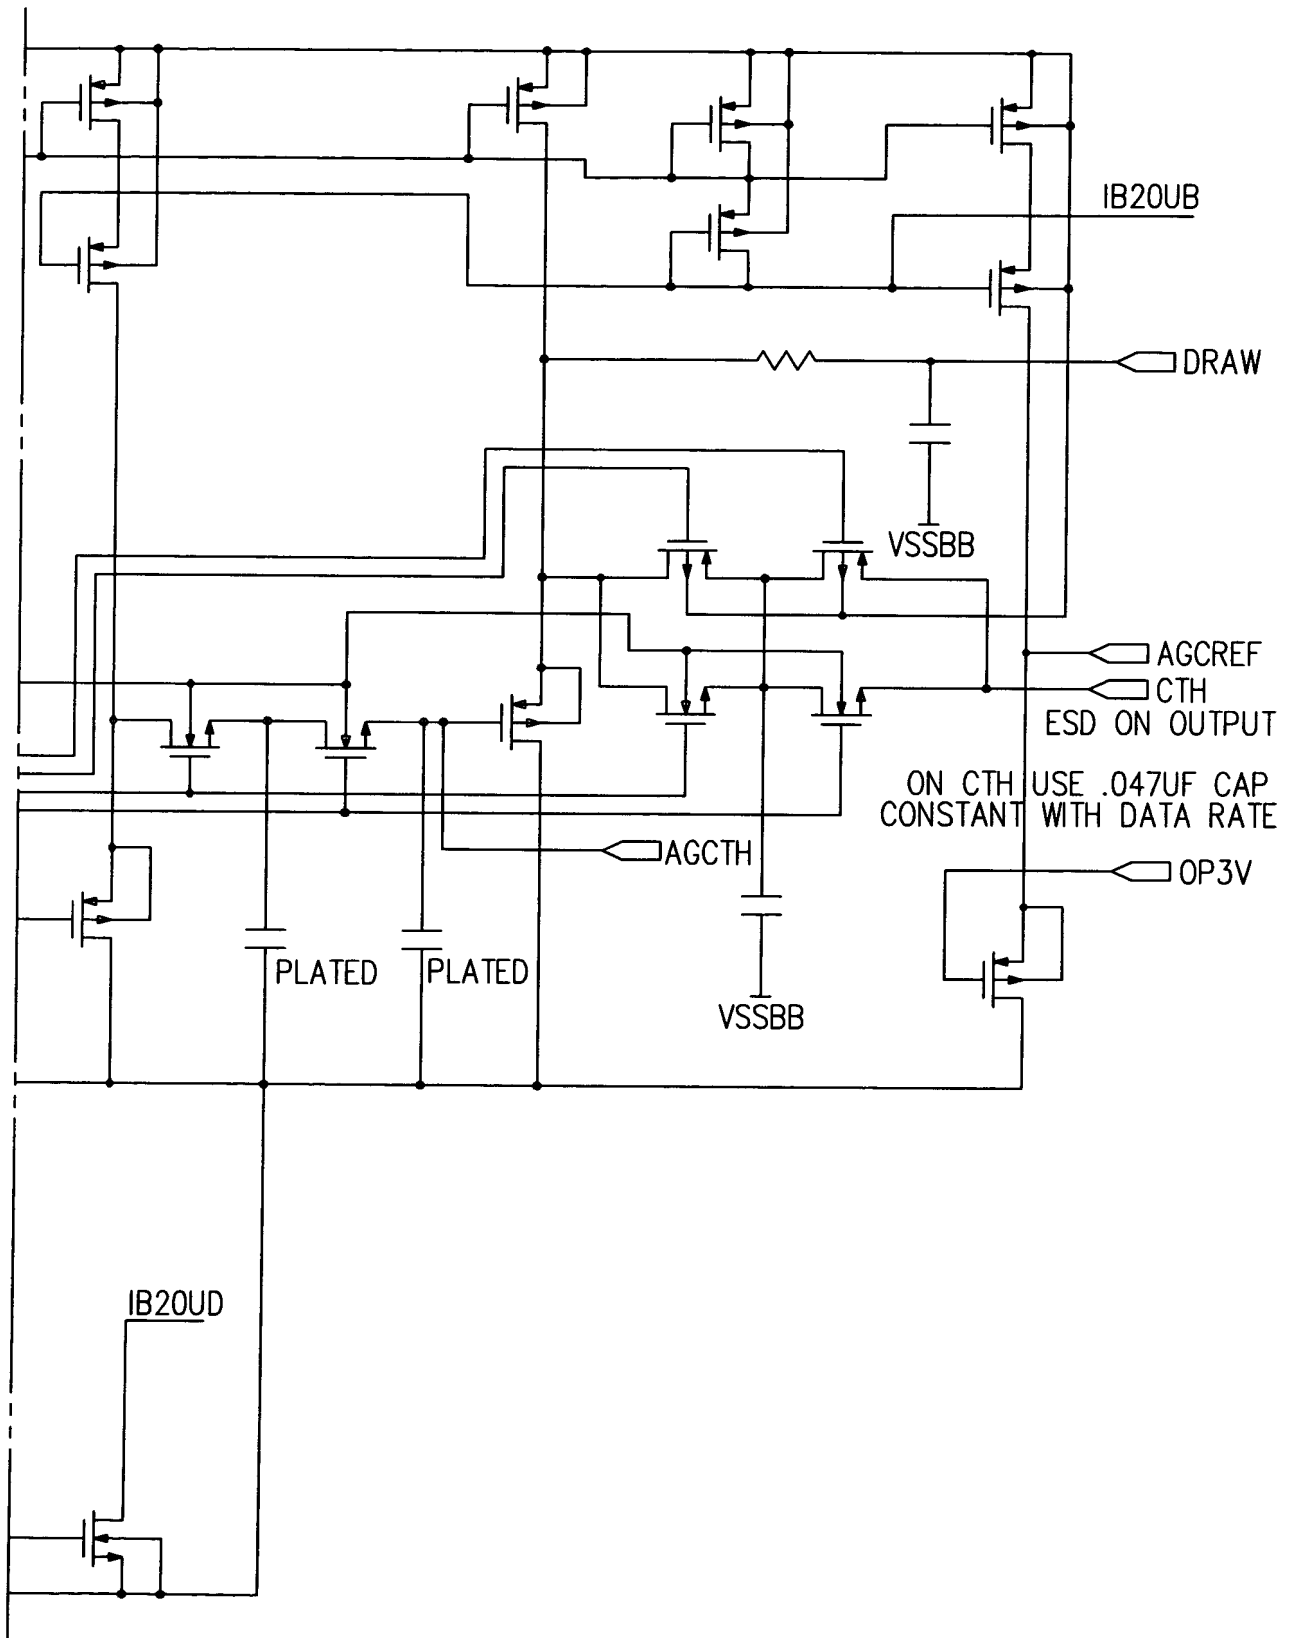 IB20UB
DRAW
VSSBB
AGCREF
CTH
ESD ON OUTPUT
ON CTH USE .047UF CAP
CONSTANT WITH DATA RATE
AGCTH
OP3V
PLATED
PLATED
VSSBB
IB20UD